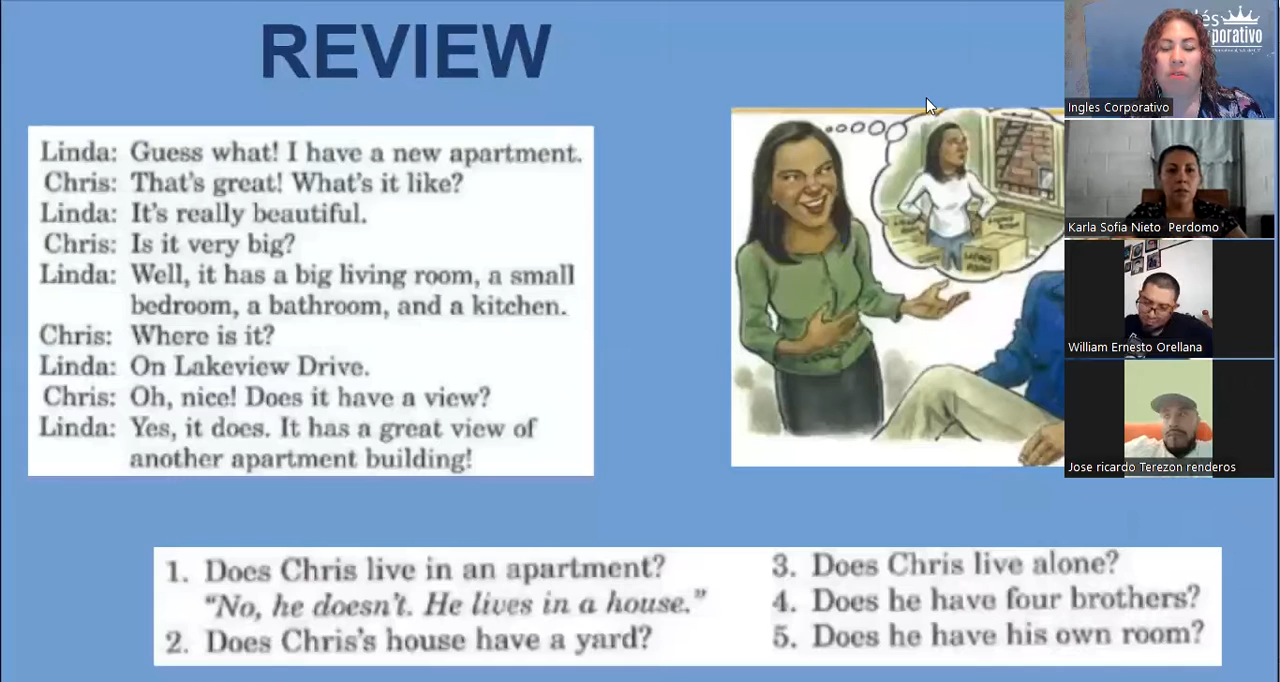 REVIEW
Linda: Guess what! I have a new apartment.
Chris: That's great! What's it like?
Linda: It's really beautiful.
Chris: Is it very big?
Linda: Well, it has a big living room, a small
bedroom, a bathroom, and a kitchen.
Chris: Where is it?
Linda: On Lakeview Drive.
Chris: Oh, nice! Does it have a view?
Linda: Yes, it does. It has a great view of
another apartment building!
1. Does Chris live in an apartment?
"No, he doesn't. He lives in a house."
2. Does Chris's house have a yard?
3. Does Chris live alone?
4. Does he have four brothers?
5. Does he have his own room?
Ingles Corporativo
Karla Sofia Nieto Perdomo
William Ernesto Orellana
Jose ricardo Terezon renderos